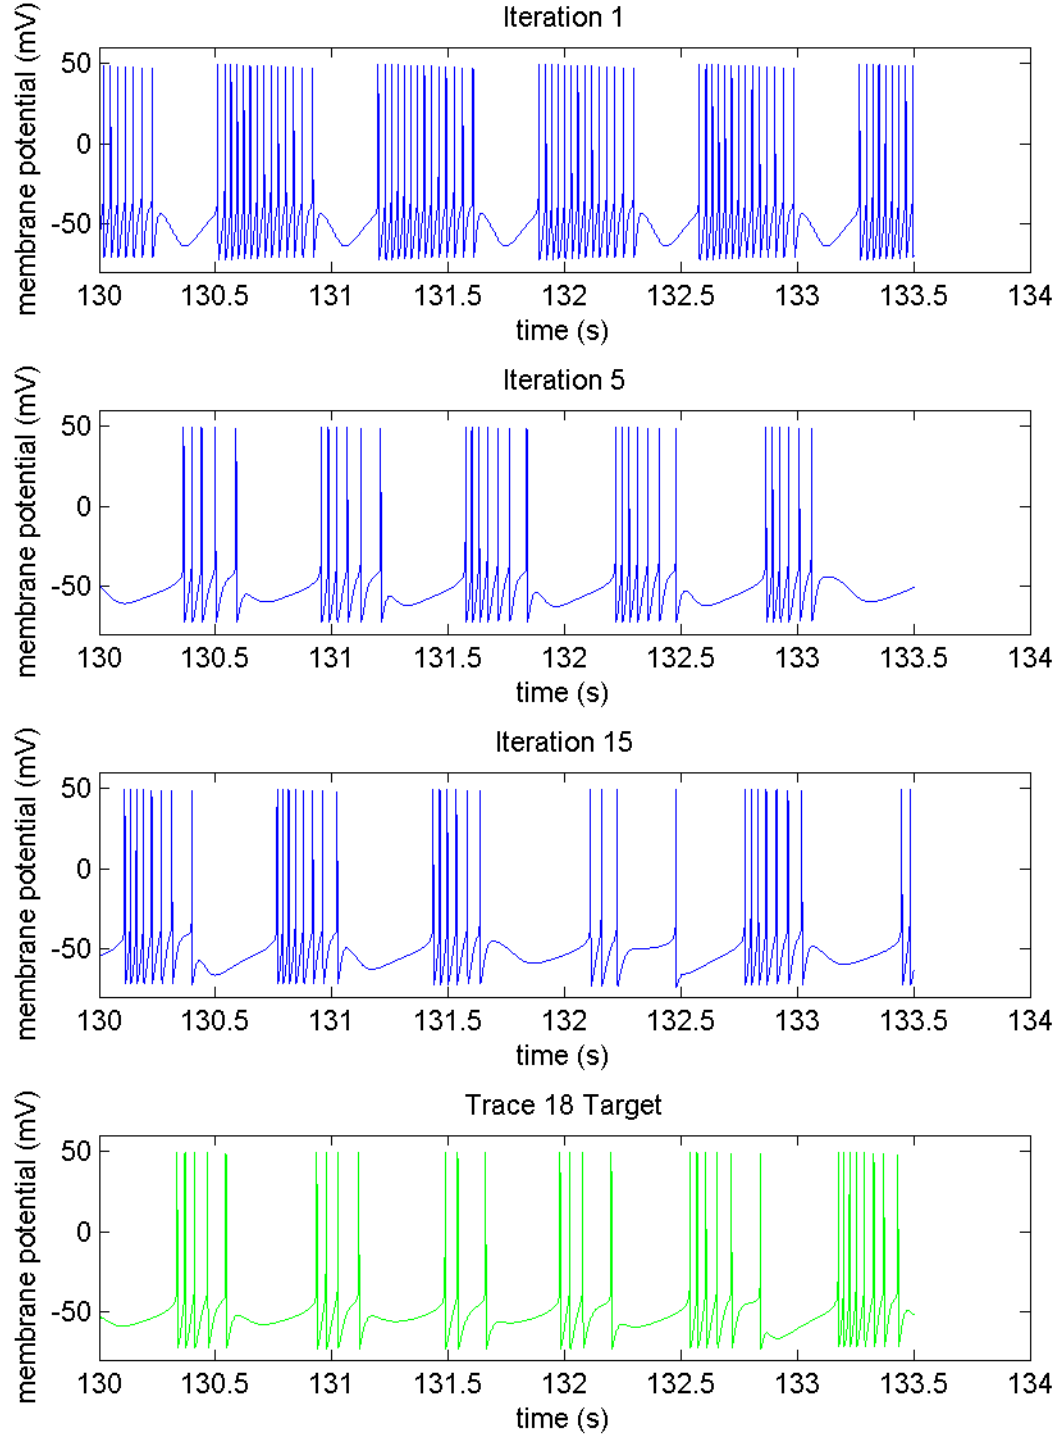 Iteration 1
membrane potential (mV)
50
0
-50
130 130.5 131 131.5 132 132.5 133 133.5 134
time (s)
Iteration 5
membrane potential (mV)
50
0
-50
130 130.5 131 131.5 132 132.5 133 133.5 134
time (s)
Iteration 15
membrane potential (mV)
50
0
-50
130 130.5 131 131.5 132 132.5 133 133.5 134
time (s)
Trace 18 Target
membrane potential (mV)
50
0
-50
130 130.5 131 131.5 132 132.5 133 133.5 134
time (s)